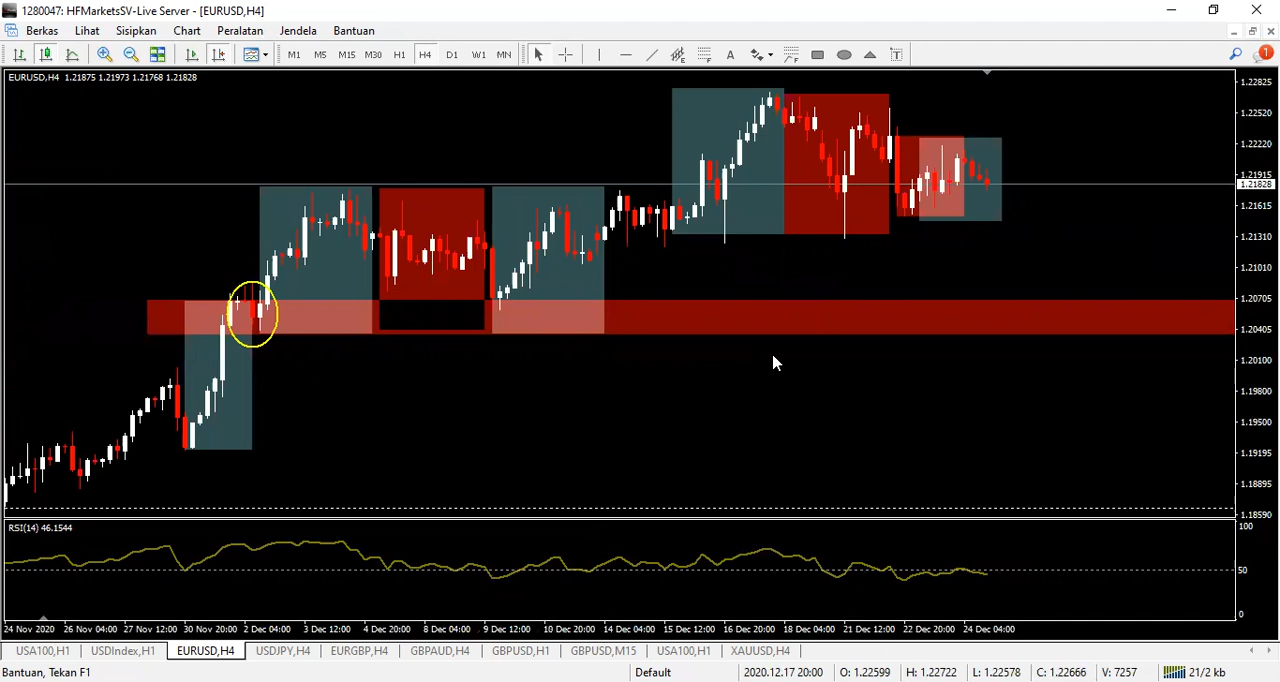 1280047: HFMarketsSV-Live Server - [EURUSD,H4]
Berkas Lihat Sisipkan Chart Peralatan Jendela Bantuan
M1 M5 M15 M30 H1 H4 D1 W1 MN A T 1
EURUSD,H4 1.21875 1.21973 1.21768 1.21828
1.22825
1.22520
1.22220
1.21915
1.21828
1.21615
1.21310
1.21010
1.20705
1.20405
1.20100
1.19800
1.19500
1.19195
1.18895
1.18590
RSI(14) 46.1544
100
50
0
24 Nov 2020 26 Nov 04:00 27 Nov 12:00 30 Nov 20:00 2 Dec 04:00 3 Dec 12:00 4 Dec 20:00 8 Dec 04:00 9 Dec 12:00 10 Dec 20:00 14 Dec 04:00 15 Dec 12:00 16 Dec 20:00 18 Dec 04:00 21 Dec 12:00 22 Dec 20:00 24 Dec 04:00
USA100,H1 USDIndex,H1 EURUSD,H4 USDJPY,H4 EURGBP,H4 GBPAUD,H4 GBPUSD,H1 GBPUSD,M15 USA100,H1 XAUUSD,H4
Bantuan, Tekan F1 Default 2020.12.17 20:00 O: 1.22599 H: 1.22722 L: 1.22578 C: 1.22666 V: 7257 21/2 kb